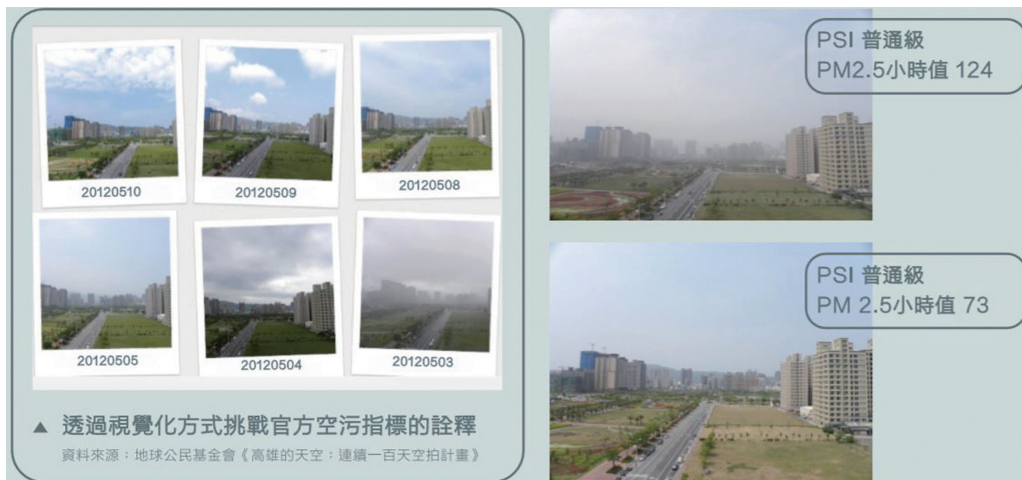 20120510
20120509
20120508
20120505
20120504
20120503
▲ 透過視覺化方式挑戰官方空污指標的詮釋
資料來源：地球公民基金會《高雄的天空：連續一百天空拍計畫》
PSI 普通級
PM2.5小時值 124
PSI 普通級
PM 2.5小時值 73